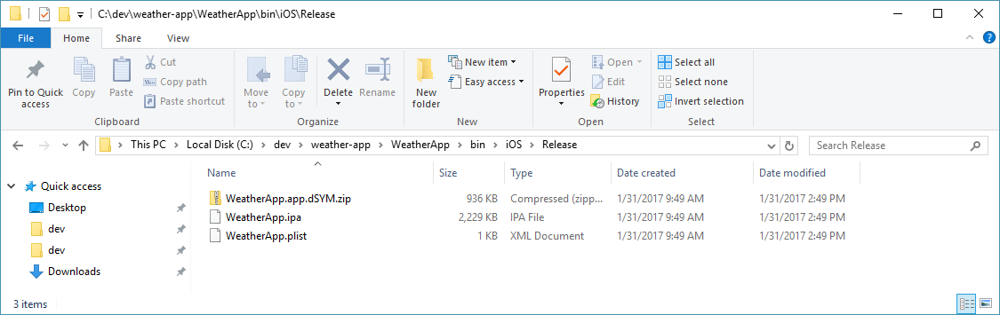 C:\dev\weather-app\WeatherApp\bin\iOS\Release
File Home Share View
Pin to Quick access
Copy
Paste
Cut
Copy path
Paste shortcut
Clipboard
Move to
Copy to
Delete
Rename
Organize
New folder
New item
Easy access
New
Properties
Open
Edit
History
Open
Select all
Select none
Invert selection
Select
This PC > Local Disk (C:) > dev > weather-app > WeatherApp > bin > iOS > Release
Search Release
Quick access
Desktop
dev
dev
Downloads
Name Size Type Date created Date modified
WeatherApp.app.dSYM.zip 936 KB Compressed (zipp... 1/31/2017 9:49 AM 1/31/2017 2:49 PM
WeatherApp.ipa 2,229 KB IPA File 1/31/2017 9:49 AM 1/31/2017 2:49 PM
WeatherApp.plist 1 KB XML Document 1/31/2017 9:49 AM 1/31/2017 2:49 PM
3 items